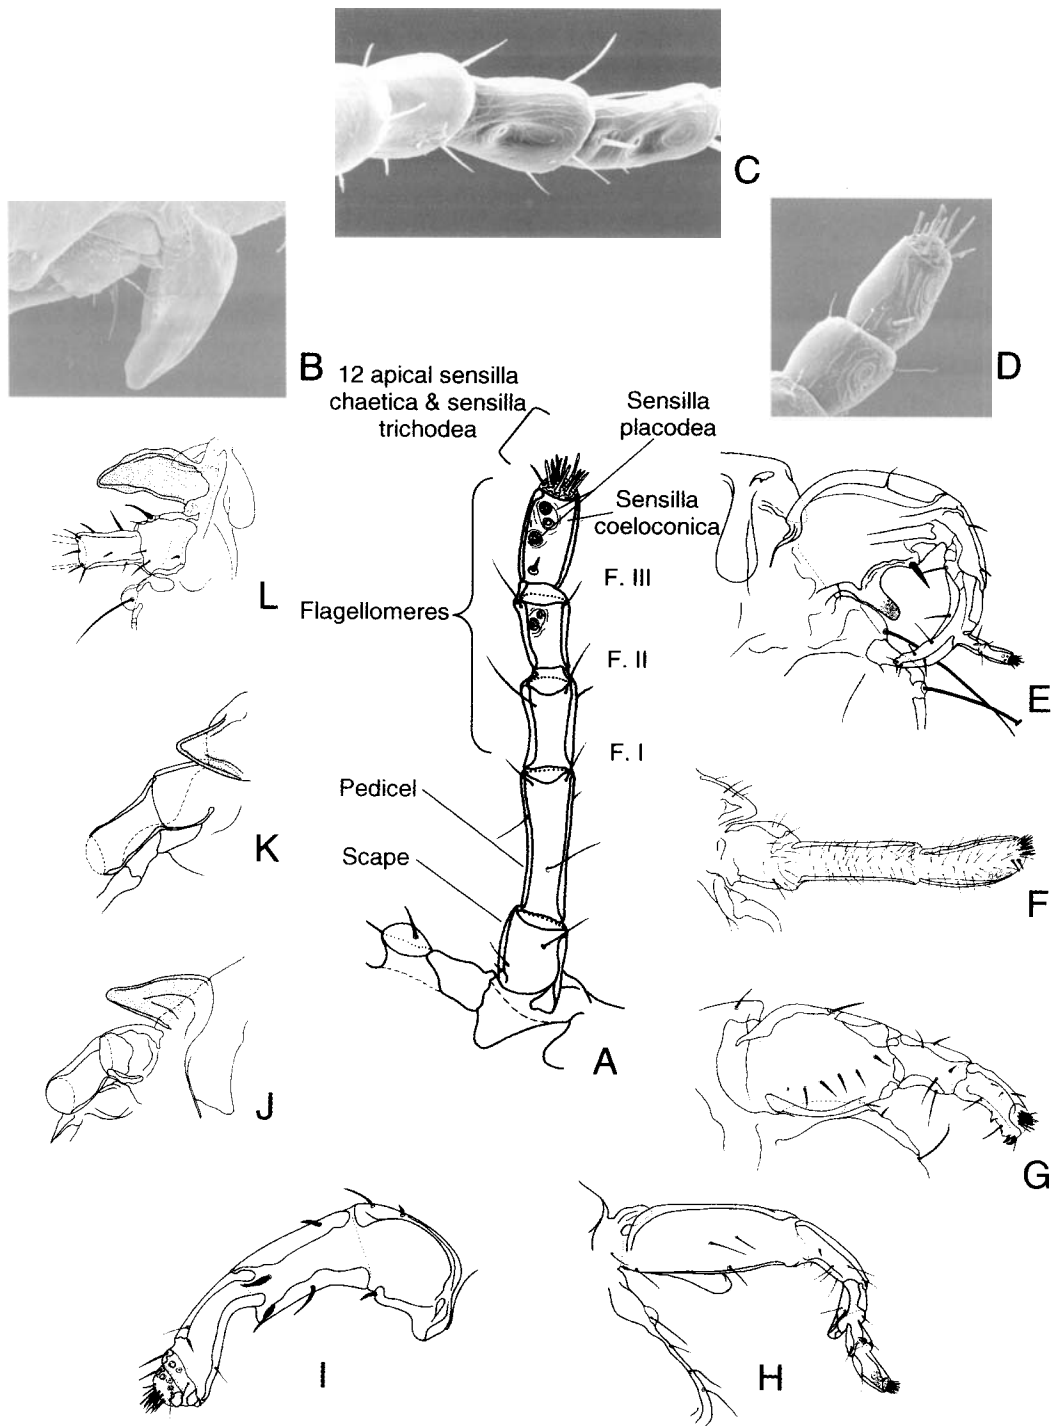 C
B
D
12 apical sensilla
chaetica & sensilla
trichodea
Sensilla
placodea
Sensilla
coeloconica
F. III
Flagellomeres
F. II
F. I
Pedicel
Scape
A
L
E
K
F
J
G
I
H